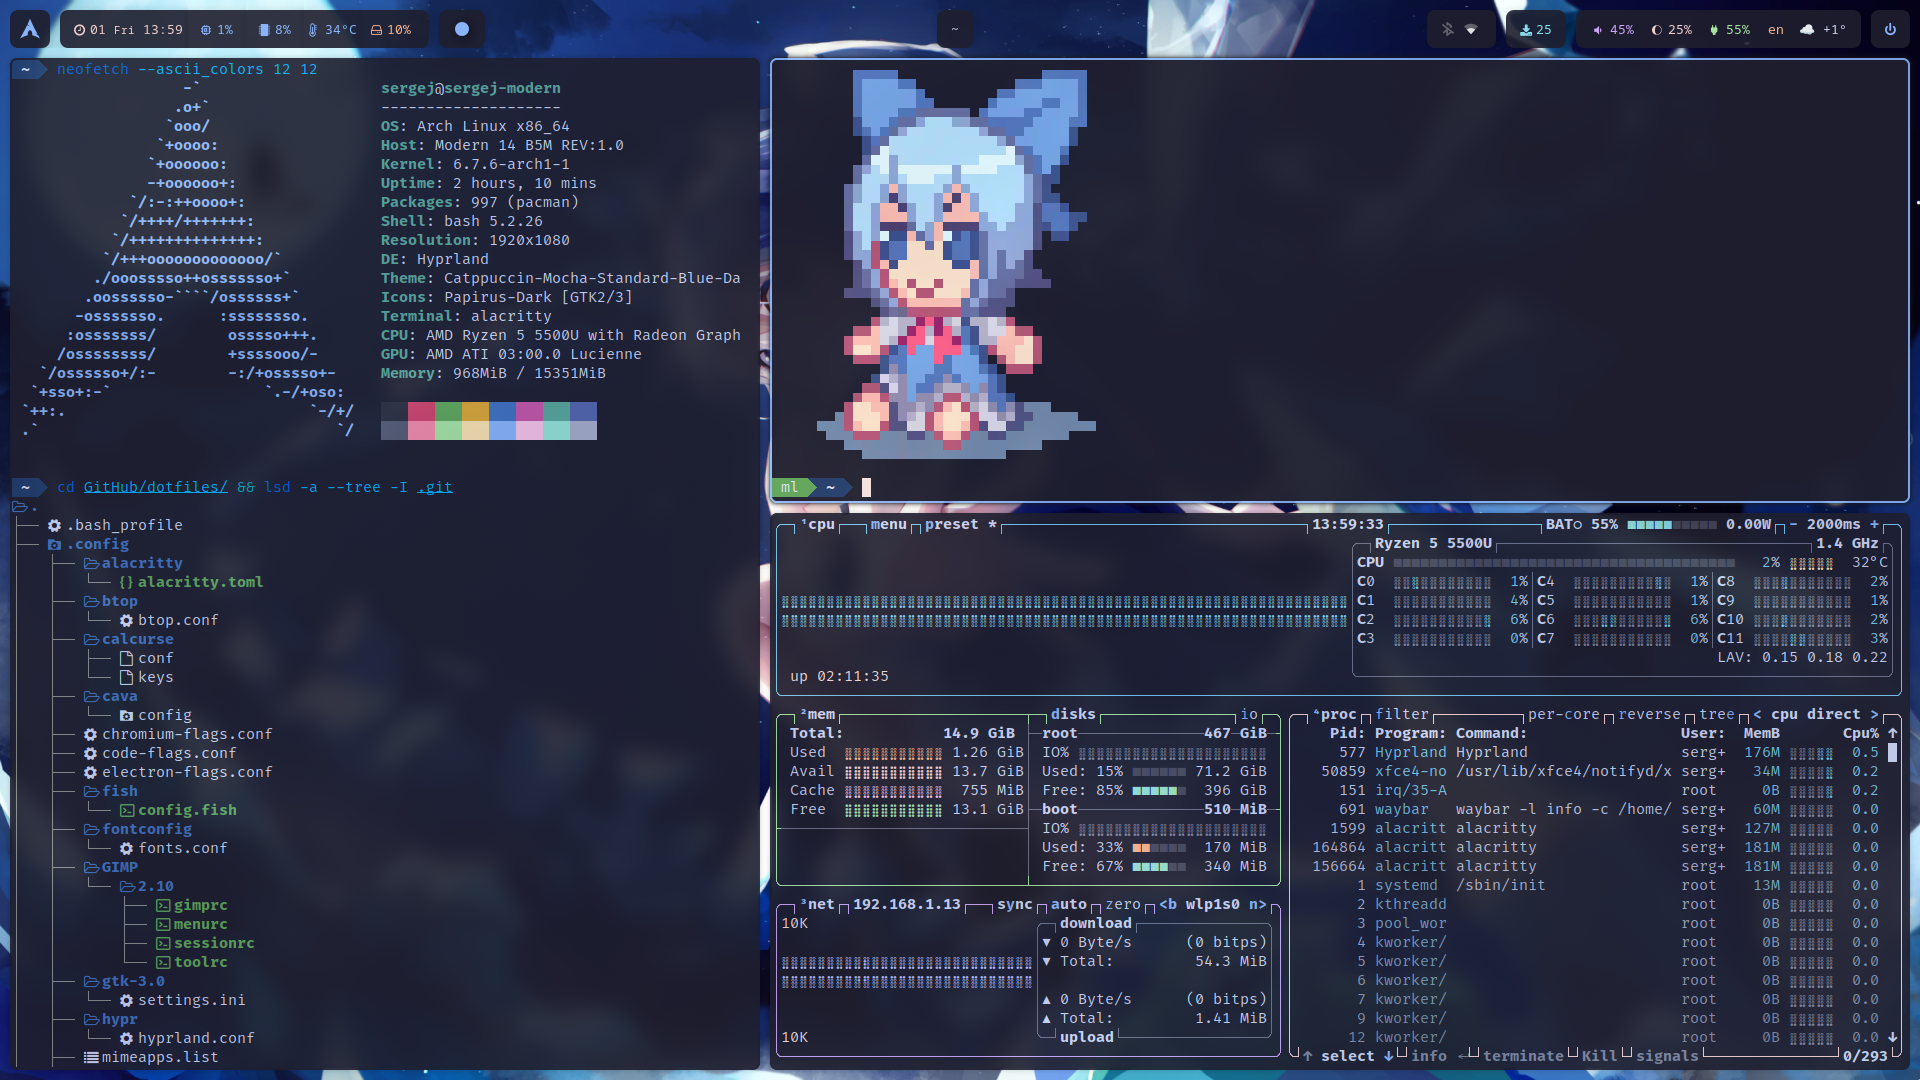 01 Fri 13:59 1% 8% 34°C 10% ~ 25 45% 25% 55% en +1°
~ neofetch --ascii_colors 12 12
sergej@sergej-modern
--------------------
OS: Arch Linux x86_64
Host: Modern 14 B5M REV:1.0
Kernel: 6.7.6-arch1-1
Uptime: 2 hours, 10 mins
Packages: 997 (pacman)
Shell: bash 5.2.26
Resolution: 1920x1080
DE: Hyprland
Theme: Catppuccin-Mocha-Standard-Blue-Da
Icons: Papirus-Dark [GTK2/3]
Terminal: alacritty
CPU: AMD Ryzen 5 5500U with Radeon Graph
GPU: AMD ATI 03:00.0 Lucienne
Memory: 968MiB / 15351MiB
-`
.o+`
`ooo/
`+oooo:
`+oooooo:
-+oooooo+:
`/:-:++oooo+:
`/++++/+++++++:
`/++++++++++++++:
`/+++ooooooooooooo/`
./ooosssso++osssssso+`
.oossssso-````/ossssss+`
-osssssso.      :ssssssso.
:osssssss/        osssso+++.
/ossssssss/        +ssssooo/-
`/ossssso+/:-        -:/+osssso+-
`+sso+:-`                 `.-/+oso:
`++:.                           `-/+/
.`                                 `/
~ cd GitHub/dotfiles/ && lsd -a --tree -I .git
.
.bash_profile
.config
alacritty
alacritty.toml
btop
btop.conf
calcurse
conf
keys
cava
config
chromium-flags.conf
code-flags.conf
electron-flags.conf
fish
config.fish
fontconfig
fonts.conf
GIMP
2.10
gimprc
menurc
sessionrc
toolrc
gtk-3.0
settings.ini
hypr
hyprland.conf
mimeapps.list
ml ~
¹cpu menu preset * 13:59:33 BAT○ 55% 0.00W - 2000ms +
Ryzen 5 5500U 1.4 GHz
CPU 2% 32°C
C0 1% C4 1% C8 2%
C1 4% C5 1% C9 1%
C2 6% C6 6% C10 2%
C3 0% C7 0% C11 3%
LAV: 0.15 0.18 0.22
up 02:11:35
²mem
Total: 14.9 GiB
Used 1.26 GiB
Avail 13.7 GiB
Cache 755 MiB
Free 13.1 GiB
disks io
root 467 GiB
IO%
Used: 15% 71.2 GiB
Free: 85% 396 GiB
boot 510 MiB
IO%
Used: 33% 170 MiB
Free: 67% 340 MiB
³net 192.168.1.13 sync auto zero <b wlp1s0 n>
10K
download
▼ 0 Byte/s (0 bitps)
▼ Total: 54.3 MiB
▲ 0 Byte/s (0 bitps)
▲ Total: 1.41 MiB
upload
10K
⁴proc filter per-core reverse tree < cpu direct >
Pid: Program: Command: User: MemB Cpu% ↑
577 Hyprland Hyprland serg+ 176M 0.5
50859 xfce4-no /usr/lib/xfce4/notifyd/x serg+ 34M 0.2
151 irq/35-A root 0B 0.2
691 waybar waybar -l info -c /home/ serg+ 60M 0.0
1599 alacritt alacritty serg+ 127M 0.0
164864 alacritt alacritty serg+ 181M 0.0
156664 alacritt alacritty serg+ 181M 0.0
1 systemd /sbin/init root 13M 0.0
2 kthreadd root 0B 0.0
3 pool_wor root 0B 0.0
4 kworker/ root 0B 0.0
5 kworker/ root 0B 0.0
6 kworker/ root 0B 0.0
7 kworker/ root 0B 0.0
9 kworker/ root 0B 0.0
12 kworker/ root 0B 0.0 ↓
↑ select ↓ info ↵ terminate Kill signals 0/293